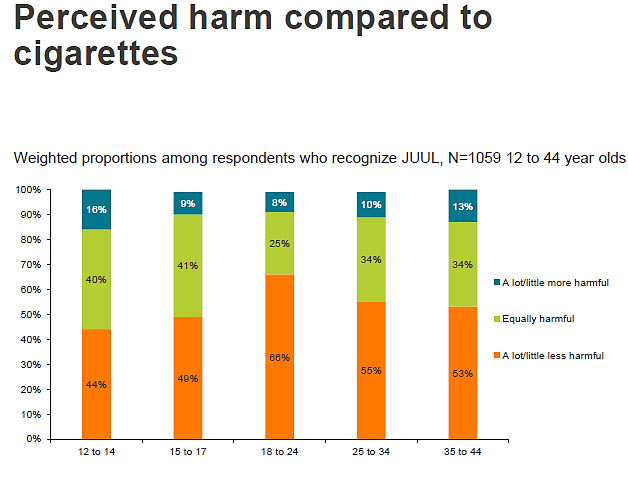 Perceived harm compared to
cigarettes
Weighted proportions among respondents who recognize JUUL, N=1059 12 to 44 year olds
100%
90%
80%
70%
60%
50%
40%
30%
20%
10%
0%
16%
9%
8%
10%
13%
40%
41%
25%
34%
34%
44%
49%
66%
55%
53%
12 to 14
15 to 17
18 to 24
25 to 34
35 to 44
A lot/little more harmful
Equally harmful
A lot/little less harmful